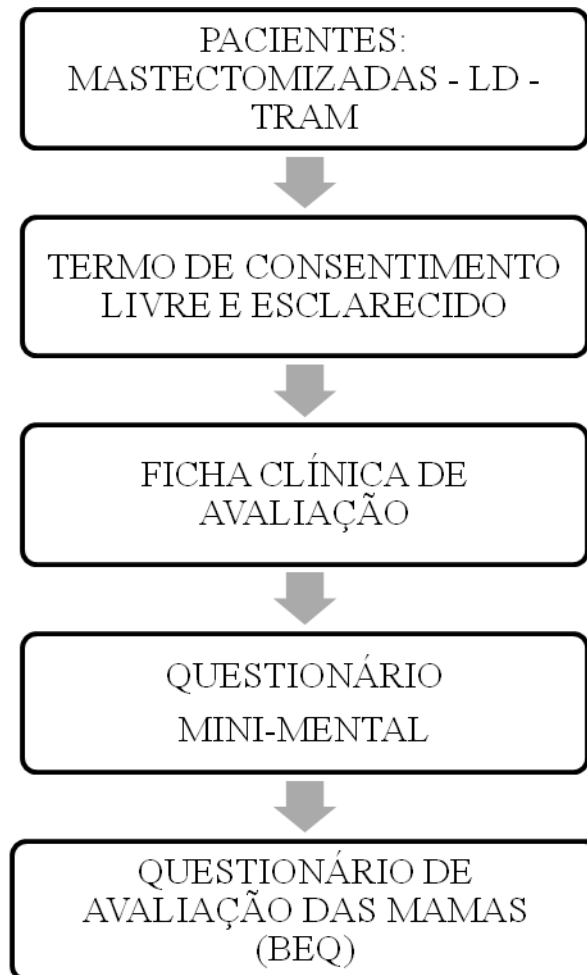 PACIENTES:
MASTECTOMIZADAS - LD -
TRAM
TERMO DE CONSENTIMENTO
LIVRE E ESCLARECIDO
FICHA CLÍNICA DE
AVALIAÇÃO
QUESTIONÁRIO
MINI-MENTAL
QUESTIONÁRIO DE
AVALIAÇÃO DAS MAMAS
(BEQ)